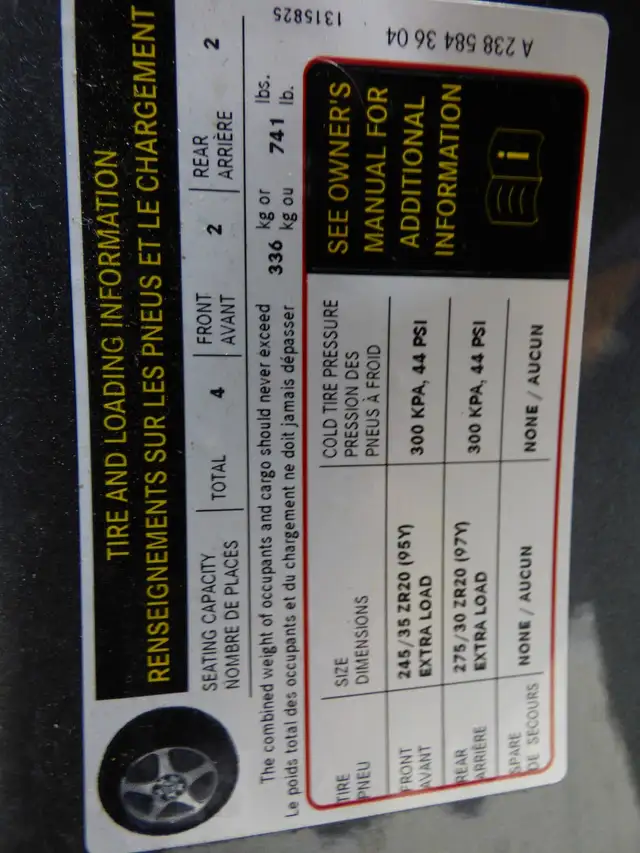 TIRE AND LOADING INFORMATION
RENSEIGNEMENTS SUR LES PNEUS ET LE CHARGEMENT
SEATING CAPACITY
NOMBRE DE PLACES
TOTAL 4
FRONT
AVANT
2
REAR
ARRIÈRE
2
The combined weight of occupants and cargo should never exceed 336 kg or 741 lbs.
Le poids total des occupants et du chargement ne doit jamais dépasser kg ou lb.
TIRE
PNEU
SIZE
DIMENSIONS
COLD TIRE PRESSURE
PRESSION DES
PNEUS À FROID
FRONT
AVANT
245/35 ZR20 (95Y)
EXTRA LOAD
300 KPA, 44 PSI
REAR
ARRIÈRE
275/30 ZR20 (97Y)
EXTRA LOAD
300 KPA, 44 PSI
SPARE
DE SECOURS
NONE / AUCUN
NONE / AUCUN
SEE OWNER'S
MANUAL FOR
ADDITIONAL
INFORMATION
i
1315825
A 238 584 36 04